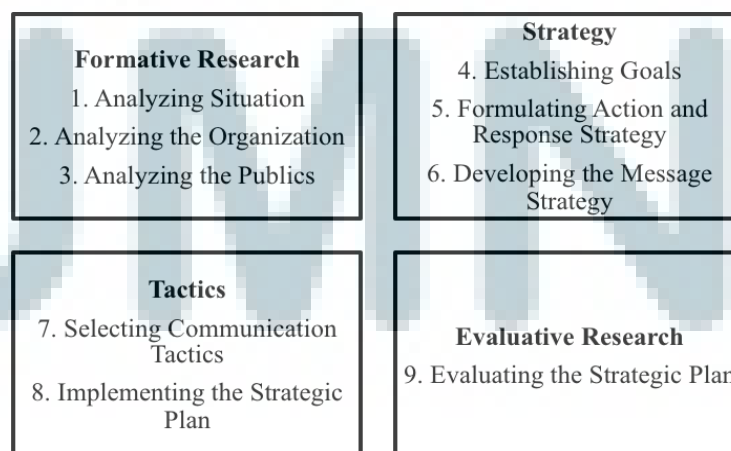 Formative Research
1. Analyzing Situation
2. Analyzing the Organization
3. Analyzing the Publics
Strategy
4. Establishing Goals
5. Formulating Action and
Response Strategy
6. Developing the Message
Strategy
Tactics
7. Selecting Communication
Tactics
8. Implementing the Strategic
Plan
Evaluative Research
9. Evaluating the Strategic Plan